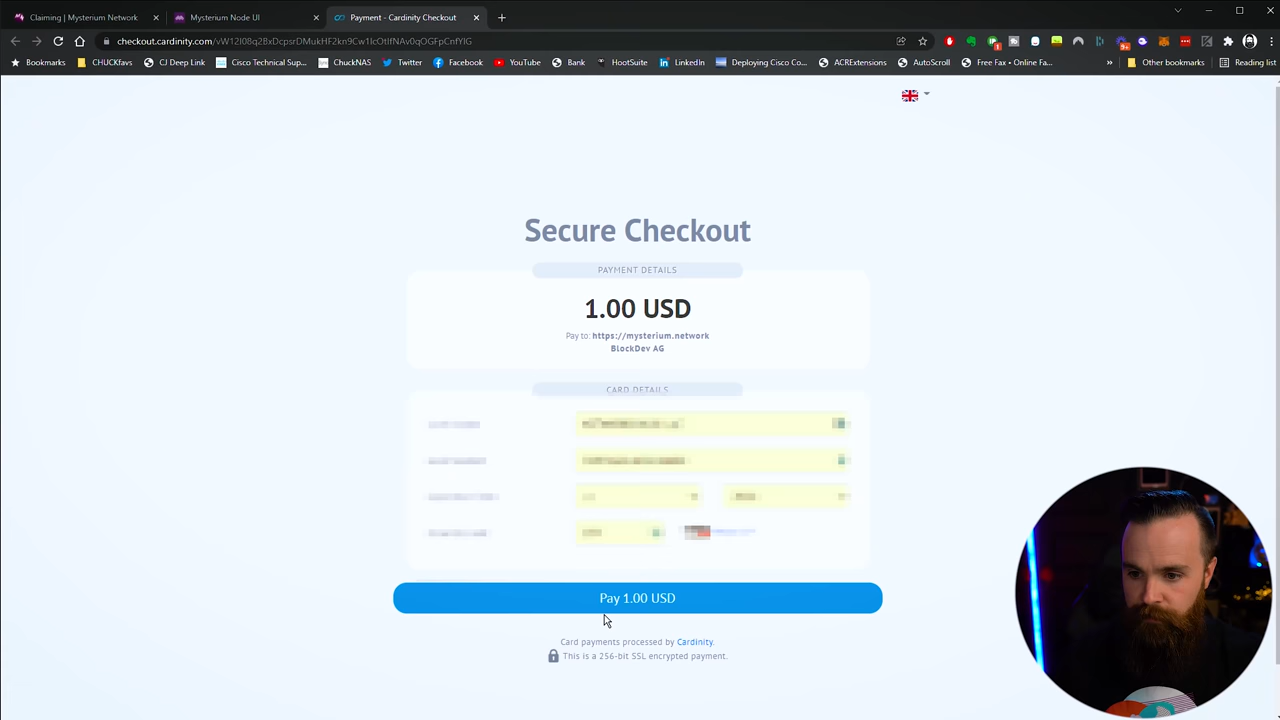 Claiming | Mysterium Network
Mysterium Node UI
Payment - Cardinity Checkout
checkout.cardinity.com/vW12I08q2BxDcpsrDMukHF2kn9Cw1IcOtIfNAv0qOGFpCnfYIG
Bookmarks
CHUCKfavs
CJ Deep Link
Cisco Technical Sup...
ChuckNAS
Twitter
Facebook
YouTube
Bank
HootSuite
LinkedIn
Deploying Cisco Co...
ACRExtensions
AutoScroll
Free Fax • Online Fa...
»
Other bookmarks
Reading list
Secure Checkout
PAYMENT DETAILS
1.00 USD
Pay to: https://mysterium.network
BlockDev AG
CARD DETAILS
Pay 1.00 USD
Card payments processed by Cardinity.
This is a 256-bit SSL encrypted payment.